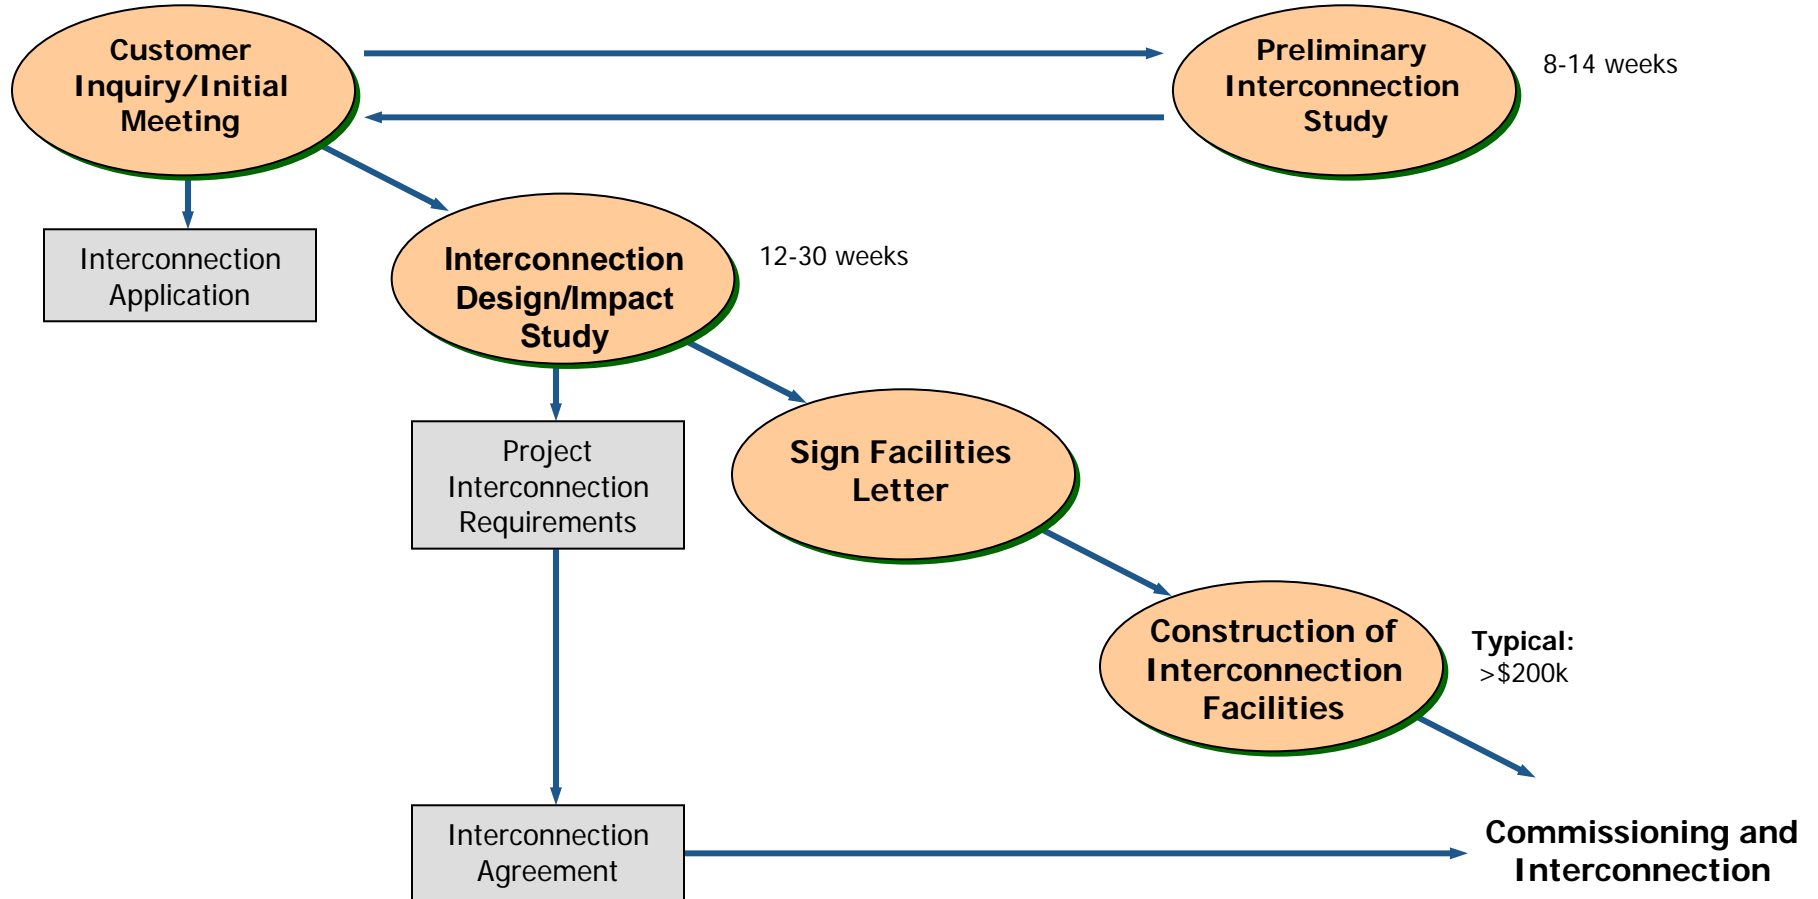 Customer
Inquiry/Initial
Meeting
Preliminary
Interconnection
Study
8-14 weeks
Interconnection
Application
Interconnection
Design/Impact
Study
12-30 weeks
Project
Interconnection
Requirements
Sign Facilities
Letter
Construction of
Interconnection
Facilities
Typical:
>$200k
Interconnection
Agreement
Commissioning and
Interconnection